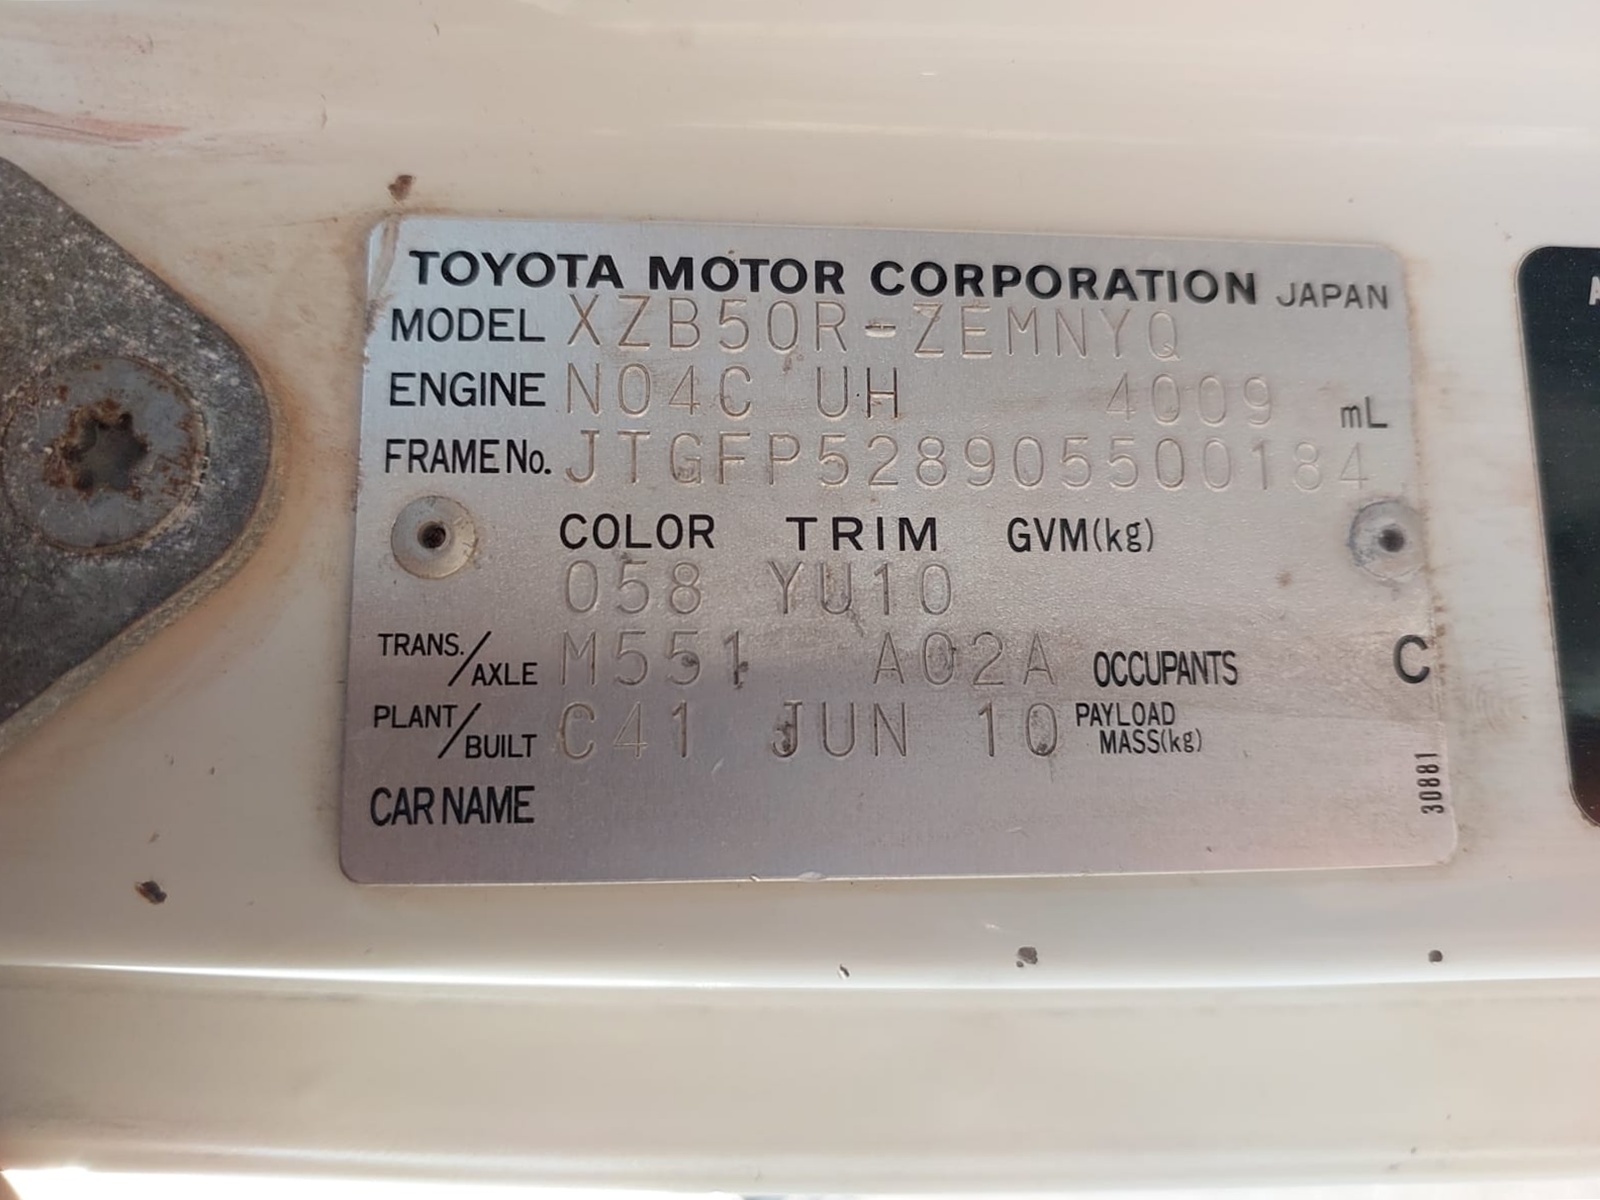 TOYOTA MOTOR CORPORATION JAPAN
MODEL XZB50R-ZEMNYQ
ENGINE N04C UH 4009 mL
FRAME No. JTGFP528905500184
COLOR TRIM GVM(kg)
058 YU10
TRANS./AXLE M551 A02A OCCUPANTS C
PLANT/BUILT C41 JUN 10 PAYLOAD MASS(kg)
CAR NAME
30881